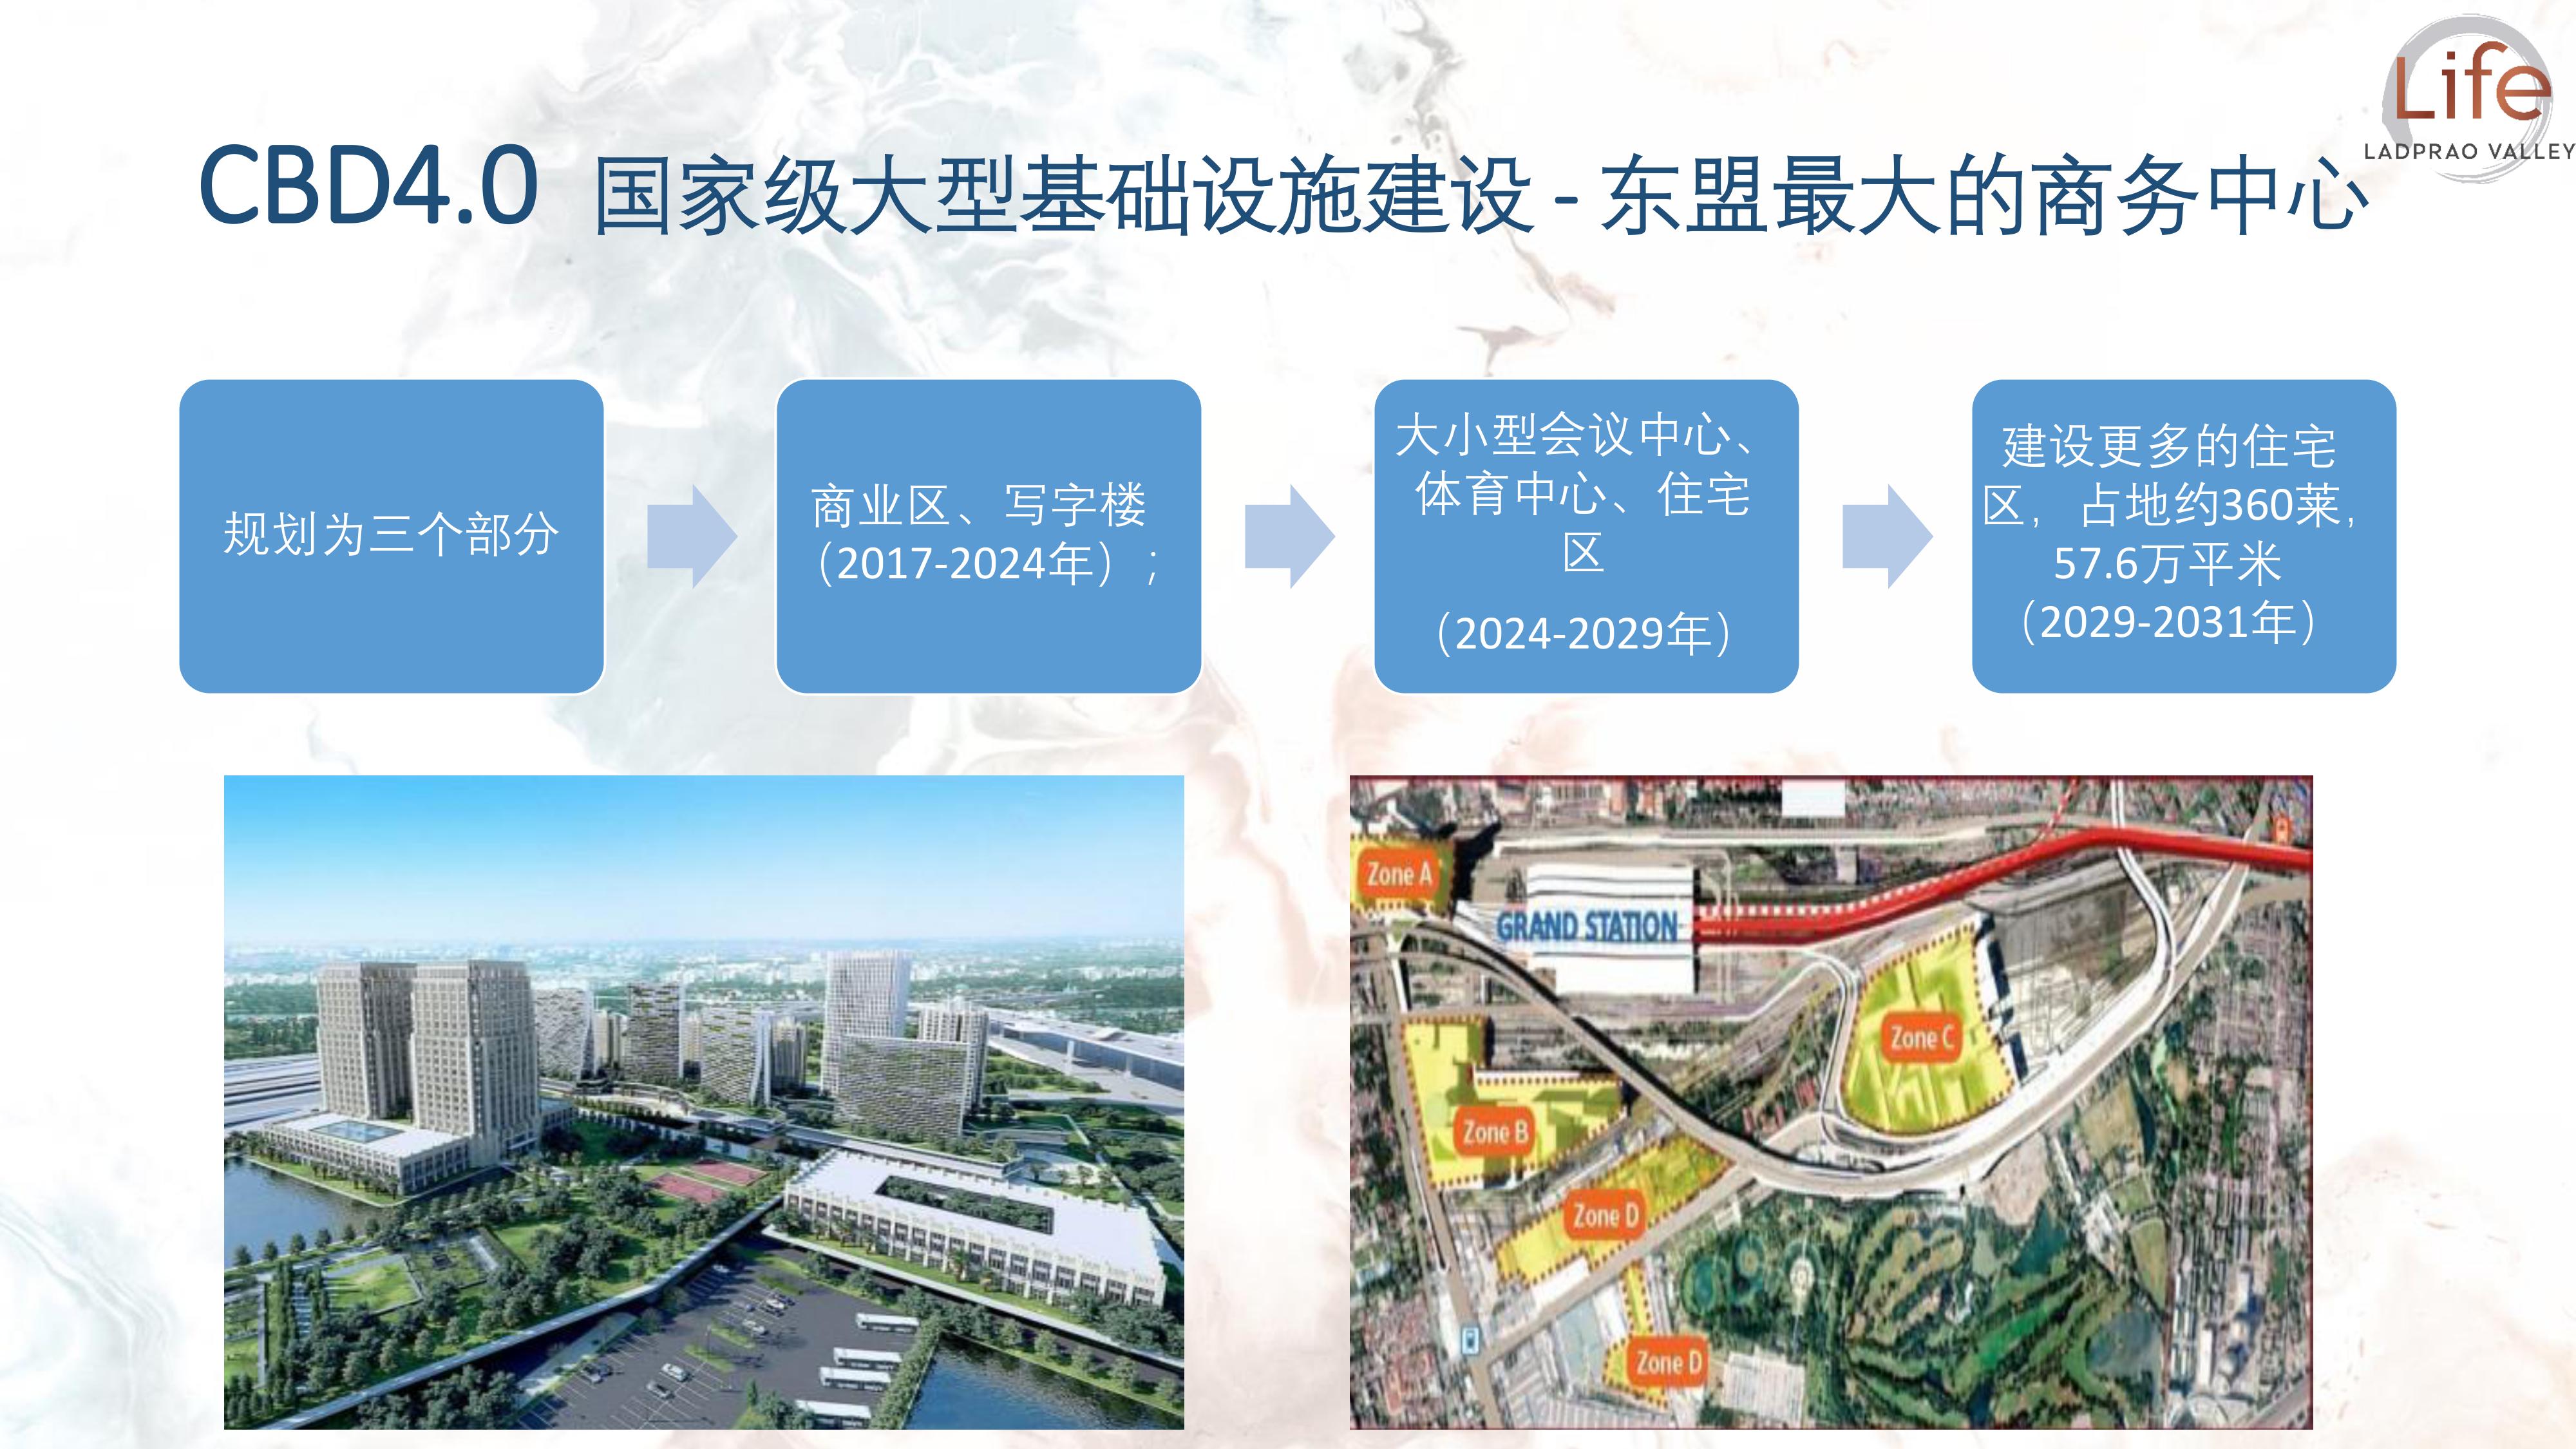 Life
LADPRAO VALLEY
CBD4.0 国家级大型基础设施建设 - 东盟最大的商务中心
规划为三个部分
商业区、写字楼
（2017-2024年）；
大小型会议中心、
体育中心、住宅
区
（2024-2029年）
建设更多的住宅
区，占地约360莱，
57.6万平米
（2029-2031年）
Zone A
GRAND STATION
Zone C
Zone B
Zone D
Zone D